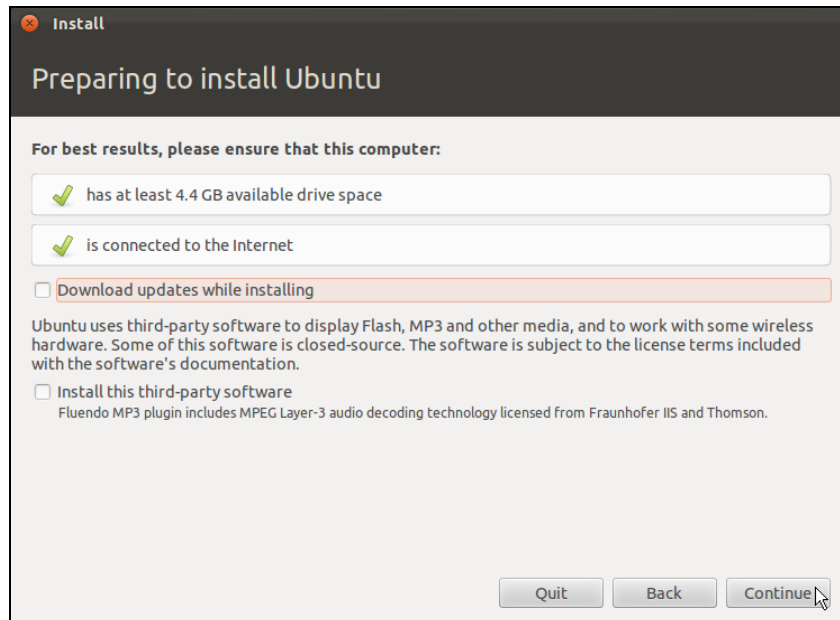 Install
Preparing to install Ubuntu
For best results, please ensure that this computer:
has at least 4.4 GB available drive space
is connected to the Internet
Download updates while installing
Ubuntu uses third-party software to display Flash, MP3 and other media, and to work with some wireless
hardware. Some of this software is closed-source. The software is subject to the license terms included
with the software's documentation.
Install this third-party software
Fluendo MP3 plugin includes MPEG Layer-3 audio decoding technology licensed from Fraunhofer IIS and Thomson.
Quit Back Continue